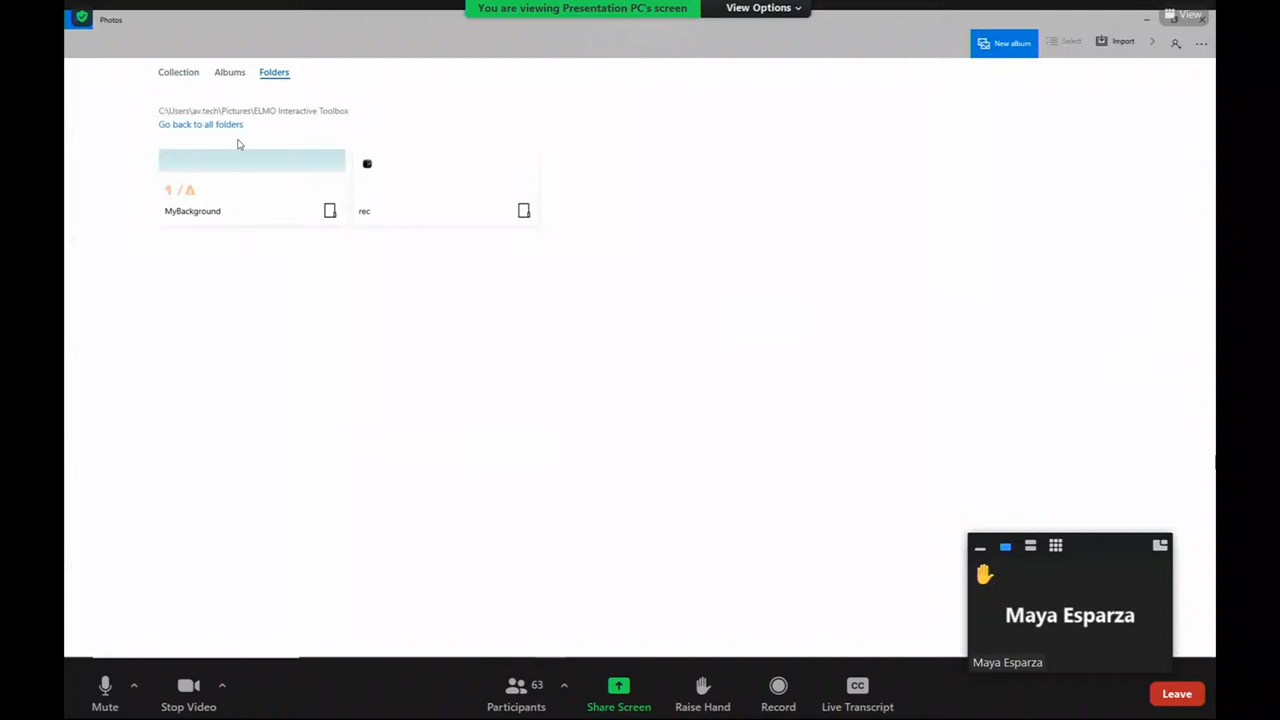 You are viewing Presentation PC's screen
View Options
View
Photos
New album
Select
Import
Collection
Albums
Folders
C:\Users\av.tech\Pictures\ELMO Interactive Toolbox
Go back to all folders
MyBackground
rec
Maya Esparza
Maya Esparza
Mute
Stop Video
63
Participants
Share Screen
Raise Hand
Record
CC
Live Transcript
Leave